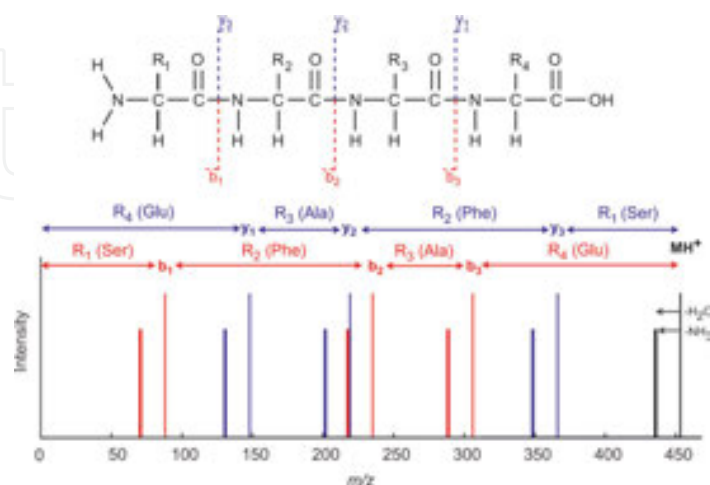 y₃ y₂ y₁
H R₁ O R₂ O R₃ O R₄ O
N C C N C C N C C N C C OH
H H H H H H H H
b₁ b₂ b₃
R₄ (Glu) y₁ R₃ (Ala) y₂ R₂ (Phe) y₃ R₁ (Ser)
MH⁺
R₁ (Ser) b₁ R₂ (Phe) b₂ R₃ (Ala) b₃ R₄ (Glu)
-H₂O
-NH₃
Intensity
0 50 100 150 200 250 300 350 400 450
m/z